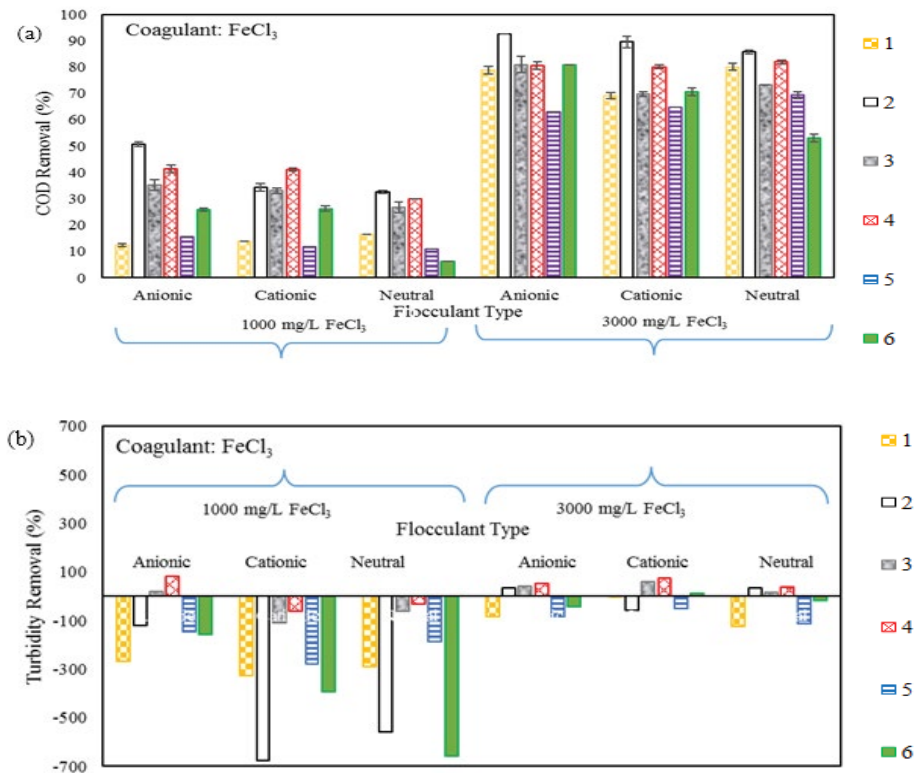 (a)
Coagulant: FeCl₃
COD Removal (%)
100
90
80
70
60
50
40
30
20
10
0
Anionic Cationic Neutral Anionic Cationic Neutral
Flocculant Type
1000 mg/L FeCl₃ 3000 mg/L FeCl₃
1
2
3
4
5
6
(b)
Coagulant: FeCl₃
Turbidity Removal (%)
700
500
300
100
-100
-300
-500
-700
1000 mg/L FeCl₃ 3000 mg/L FeCl₃
Flocculant Type
Anionic Cationic Neutral Anionic Cationic Neutral
1
2
3
4
5
6